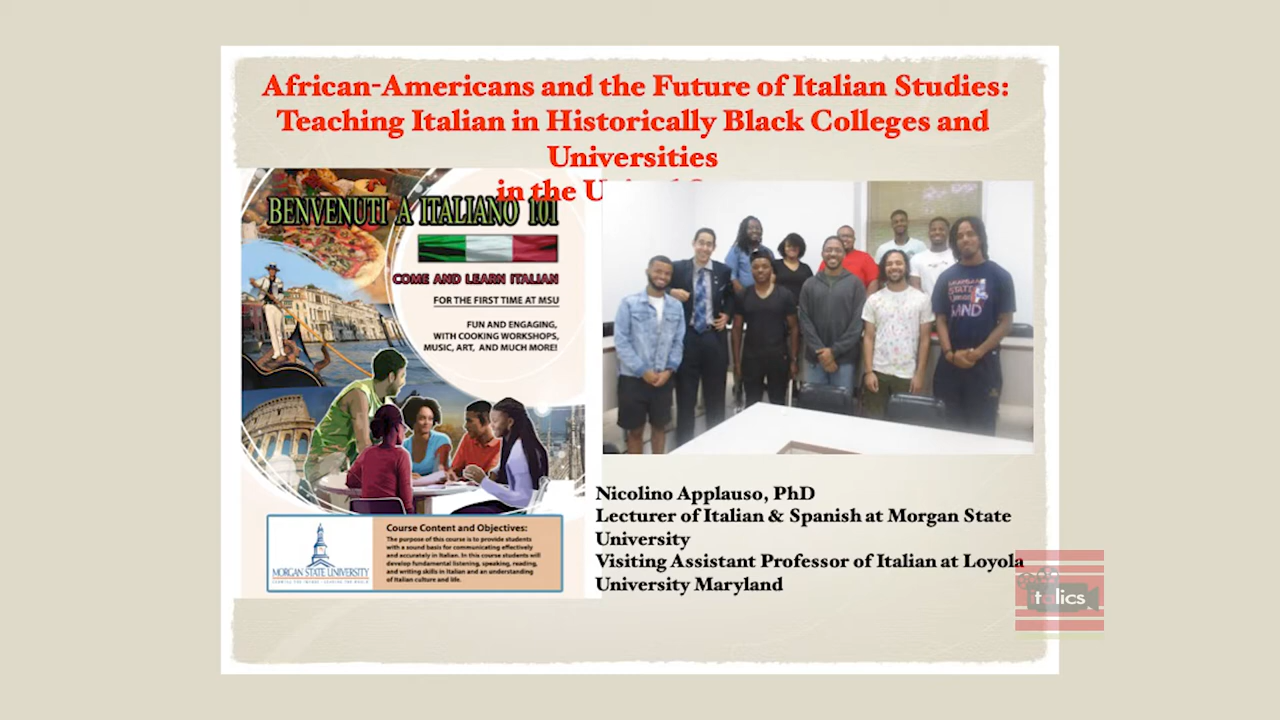 African-Americans and the Future of Italian Studies:
Teaching Italian in Historically Black Colleges and
Universities
in the
BENVENUTI A ITALIANO 101
COME AND LEARN ITALIAN
FOR THE FIRST TIME AT MSU
FUN AND ENGAGING,
WITH COOKING WORKSHOPS,
MUSIC, ART, AND MUCH MORE!
MORGAN STATE UNIVERSITY
Course Content and Objectives:
The purpose of this course is to provide students
with a sound basis for communicating effectively
and accurately in Italian. In this course students will
develop fundamental listening, speaking, reading,
and writing skills in Italian and an understanding
of Italian culture and life.
STATE
Nicolino Applauso, PhD
Lecturer of Italian & Spanish at Morgan State
University
Visiting Assistant Professor of Italian at Loyola
University Maryland
italics